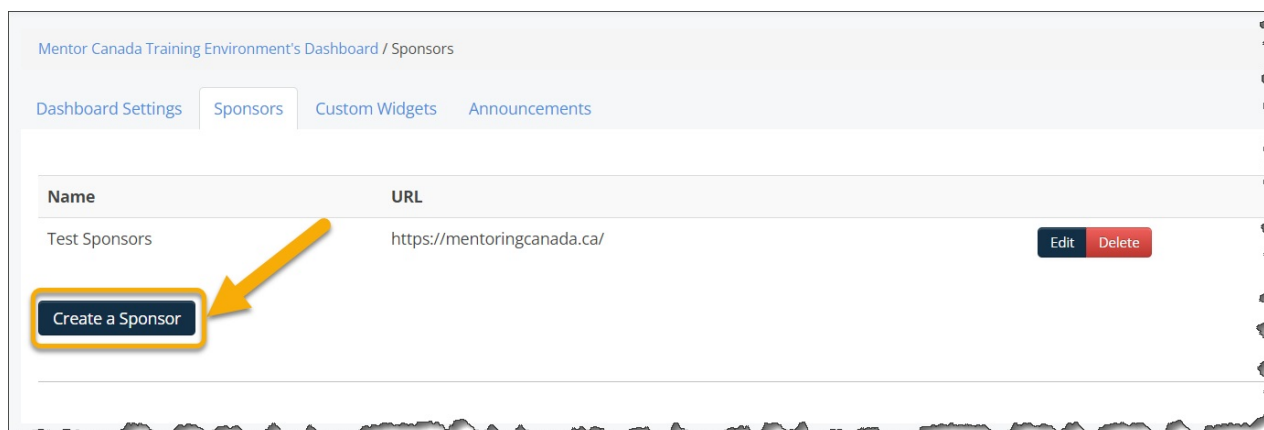 Mentor Canada Training Environment's Dashboard / Sponsors
Dashboard Settings Sponsors Custom Widgets Announcements
Name URL
Test Sponsors https://mentoringcanada.ca/ Edit Delete
Create a Sponsor